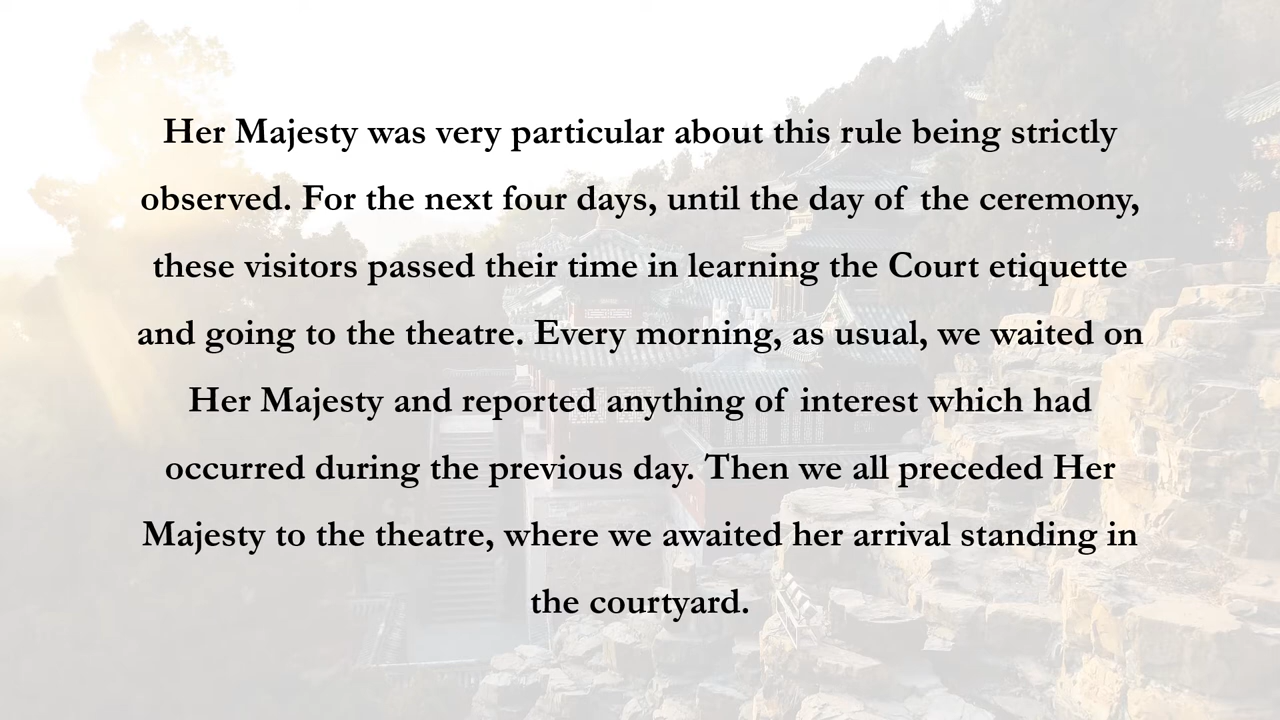 Her Majesty was very particular about this rule being strictly
observed. For the next four days, until the day of the ceremony,
these visitors passed their time in learning the Court etiquette
and going to the theatre. Every morning, as usual, we waited on
Her Majesty and reported anything of interest which had
occurred during the previous day. Then we all preceded Her
Majesty to the theatre, where we awaited her arrival standing in
the courtyard.